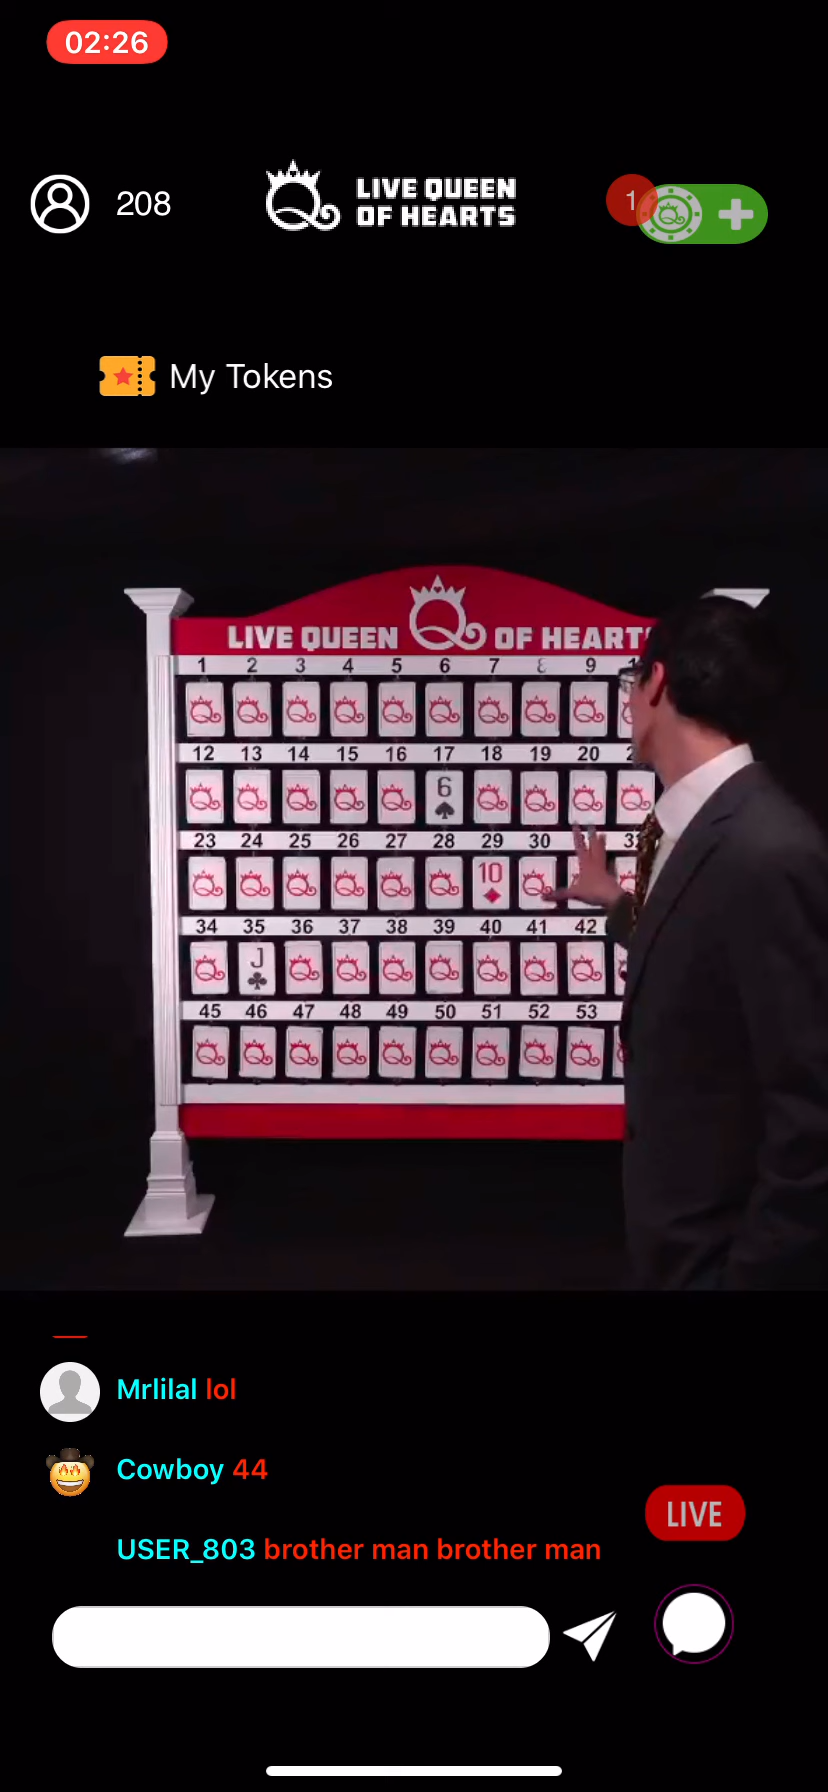 02:26
208
LIVE QUEEN
OF HEARTS
1
My Tokens
LIVE QUEEN OF HEART
1 2 3 4 5 6 7 8 9
12 13 14 15 16 17 18 19 20
6
23 24 25 26 27 28 29 30
10
34 35 36 37 38 39 40 41 42
J
45 46 47 48 49 50 51 52 53
Mrlilal lol
Cowboy 44
LIVE
USER_803 brother man brother man